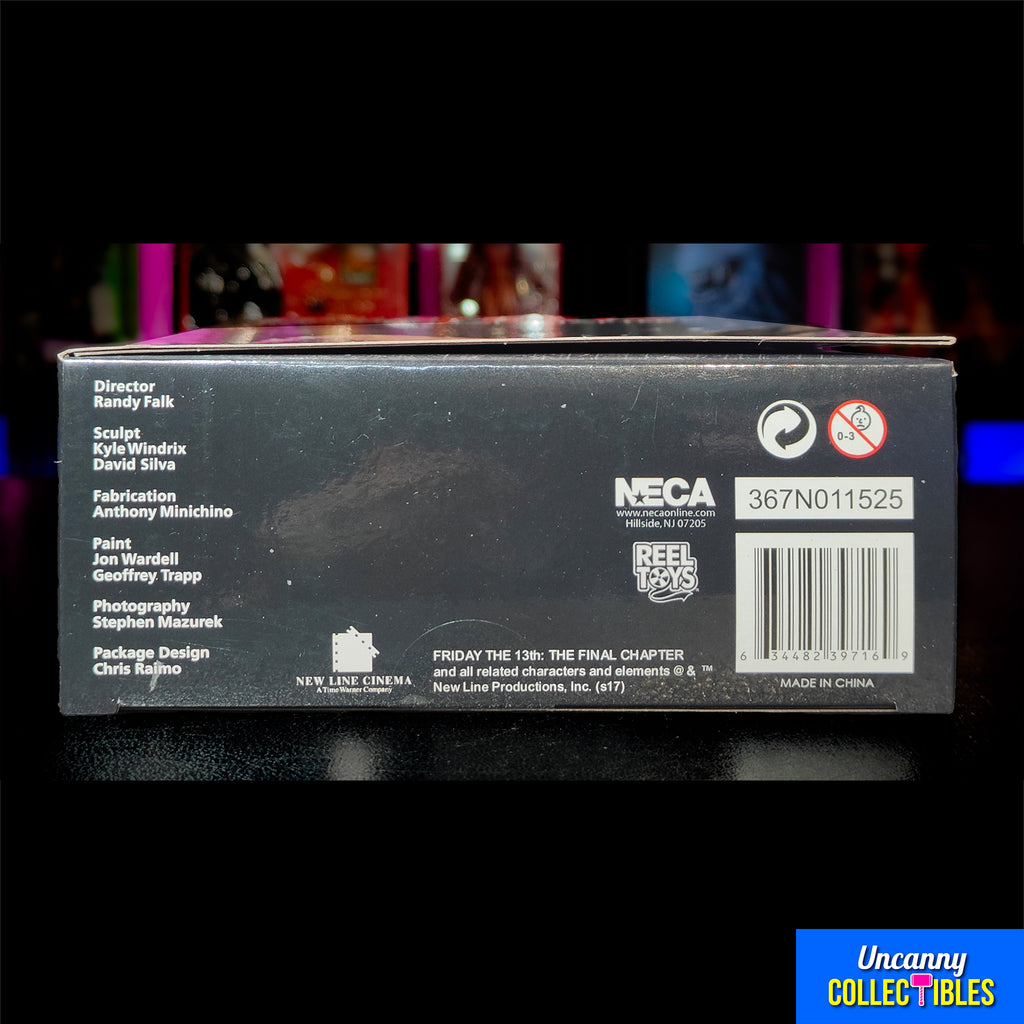 Director
Randy Falk
Sculpt
Kyle Windrix
David Silva
Fabrication
Anthony Minichino
Paint
Jon Wardell
Geoffrey Trapp
Photography
Stephen Mazurek
Package Design
Chris Raimo
NEW LINE CINEMA
A Time Warner Company
FRIDAY THE 13th: THE FINAL CHAPTER
and all related characters and elements @ & ™
New Line Productions, Inc. (s17)
0-3
NECA
www.necaonline.com
Hillside, NJ 07205
REEL
TOYS
367N011525
6 34482 39716 9
MADE IN CHINA
Uncanny
COLLECTIBLES